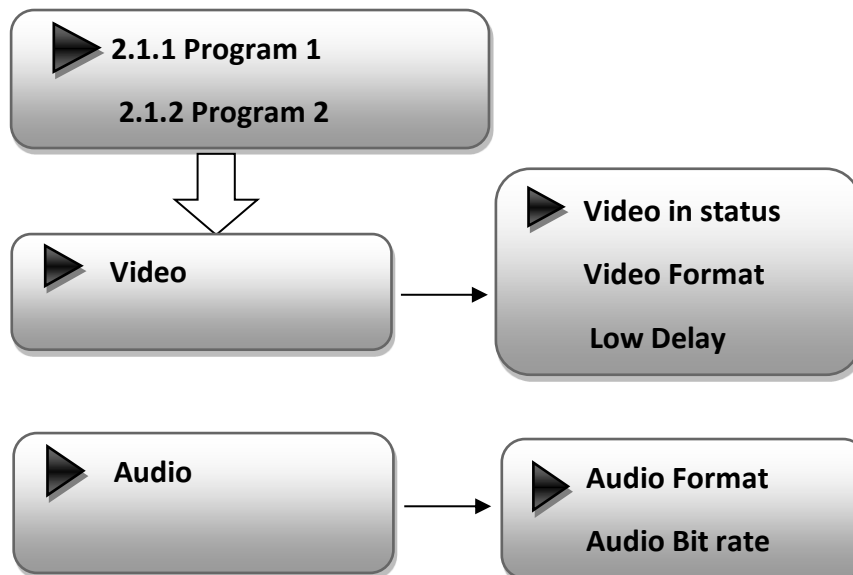 2.1.1 Program 1
2.1.2 Program 2
Video
Video in status
Video Format
Low Delay
Audio
Audio Format
Audio Bit rate